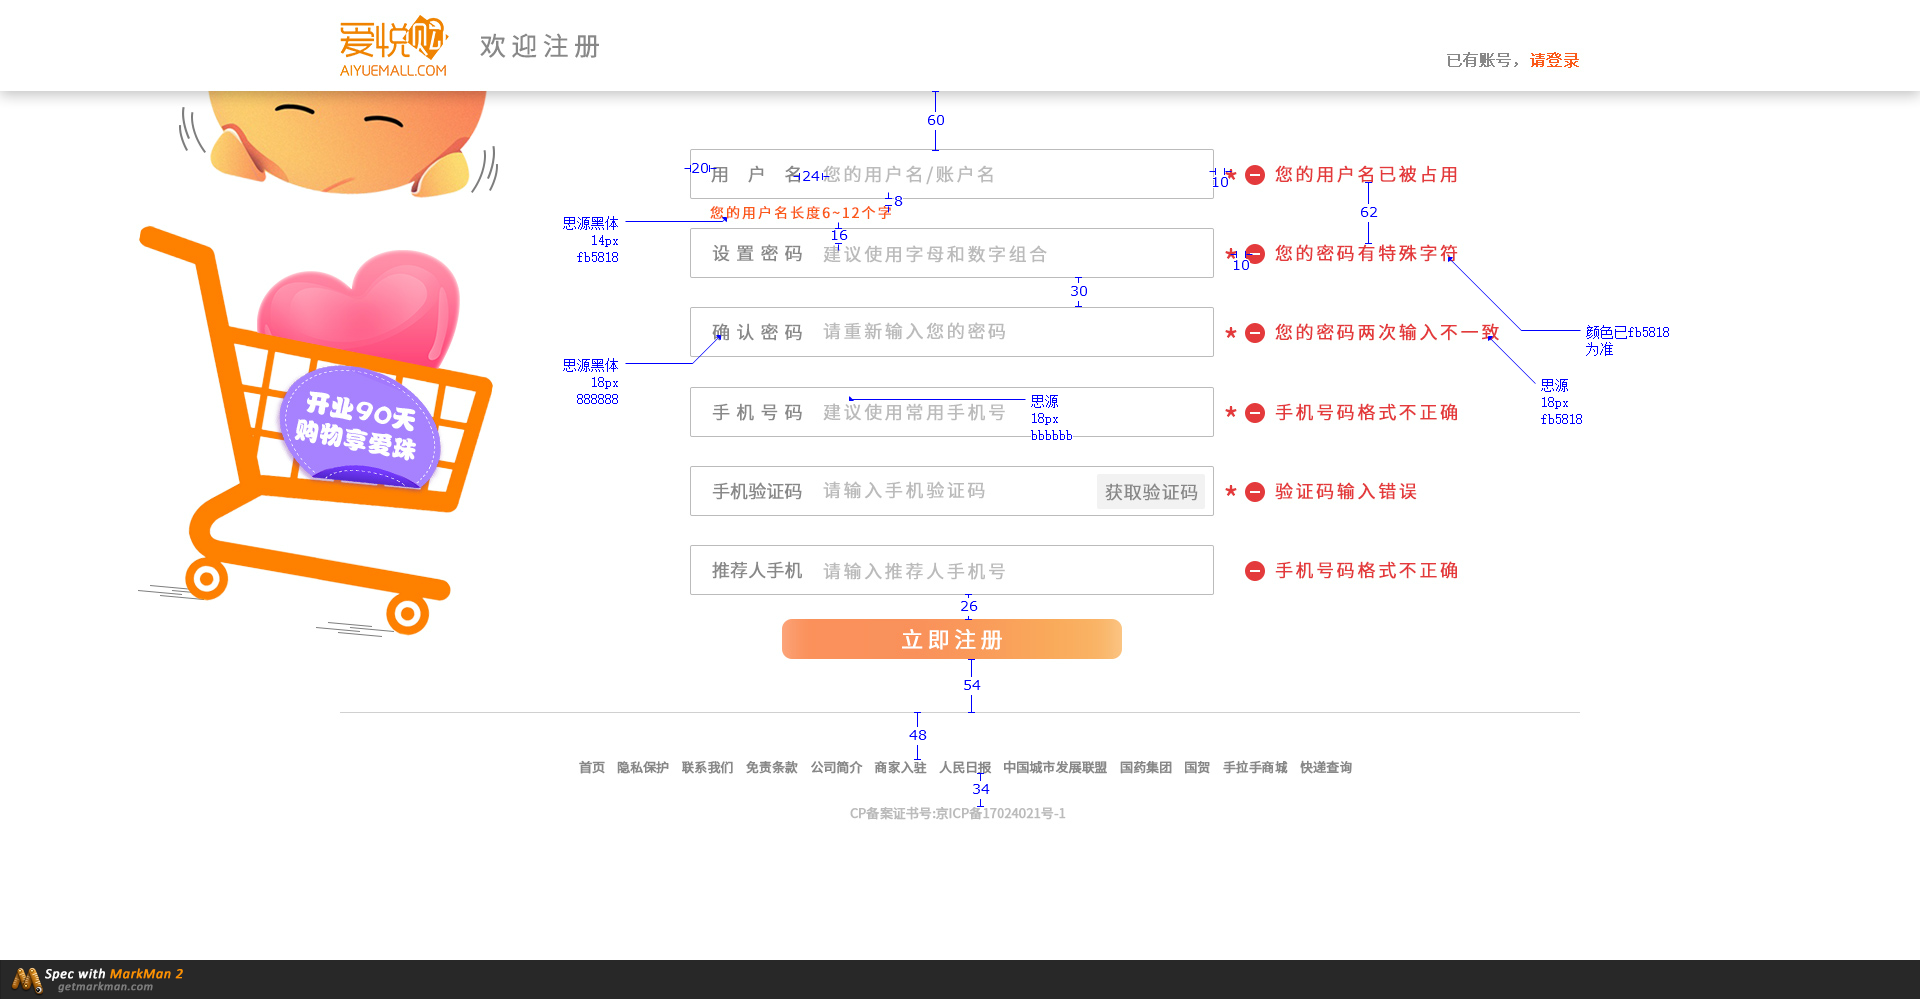 爱悦
AIYUEMALL.COM
欢迎注册
已有账号，请登录
60
20
用户名
24
您的用户名/账户名
10
* 您的用户名已被占用
8
您的用户名长度6~12个字
62
思源黑体
14px
fb5818
16
设置密码
建议使用字母和数字组合
* 您的密码有特殊字符
10
30
确认密码
请重新输入您的密码
* 您的密码两次输入不一致
颜色已fb5818
为准
思源黑体
18px
888888
思源
18px
fb5818
手机号码
建议使用常用手机号
思源
18px
bbbbbb
* 手机号码格式不正确
开业90天
购物享爱珠
手机验证码
请输入手机验证码
获取验证码
* 验证码输入错误
推荐人手机
请输入推荐人手机号
手机号码格式不正确
26
立即注册
54
48
首页 隐私保护 联系我们 免责条款 公司简介 商家入驻 人民日报 中国城市发展联盟 国药集团 国贺 手拉手商城 快递查询
34
CP备案证书号:京ICP备17024021号-1
Spec with MarkMan 2
getmarkman.com